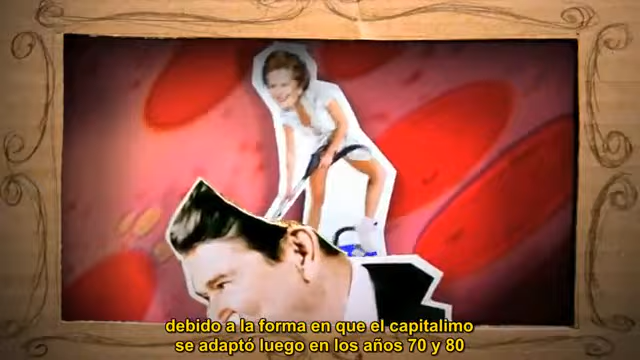 debido a la forma en que el capitalimo
se adaptó luego en los años 70 y 80